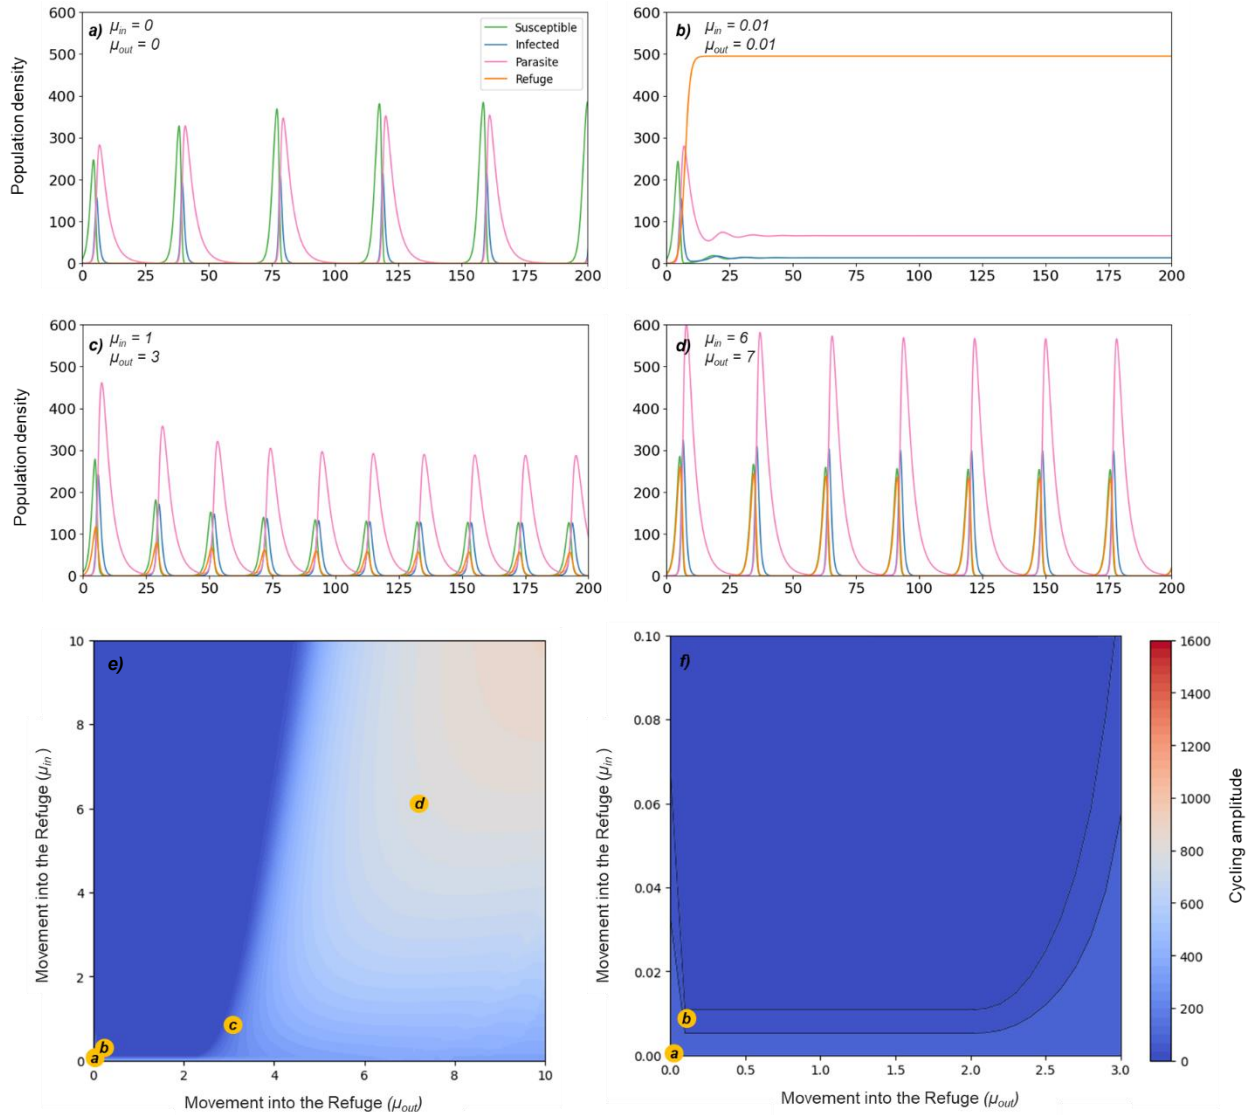 a) μin = 0
μout = 0
Susceptible
Infected
Parasite
Refuge
600
500
400
300
200
100
0
0 25 50 75 100 125 150 175 200
Population density
b) μin = 0.01
μout = 0.01
600
500
400
300
200
100
0
0 25 50 75 100 125 150 175 200
c) μin = 1
μout = 3
600
500
400
300
200
100
0
0 25 50 75 100 125 150 175 200
Population density
d) μin = 6
μout = 7
600
500
400
300
200
100
0
0 25 50 75 100 125 150 175 200
e)
10
8
6
4
2
0
0 2 4 6 8 10
a
b
c
d
Movement into the Refuge (μin )
Movement into the Refuge (μout)
f)
0.10
0.08
0.06
0.04
0.02
0.00
0.0 0.5 1.0 1.5 2.0 2.5 3.0
b
a
Movement into the Refuge (μin )
Movement into the Refuge (μout)
1600
1400
1200
1000
800
600
400
200
0
Cycling amplitude